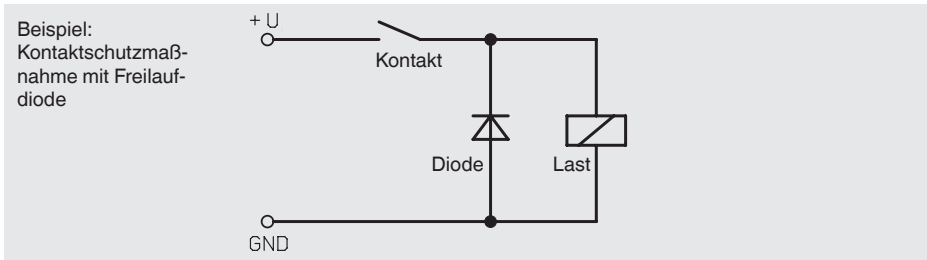 Beispiel:
Kontaktschutzmaß-
nahme mit Freilauf-
diode
+ U
Kontakt
Diode
Last
GND